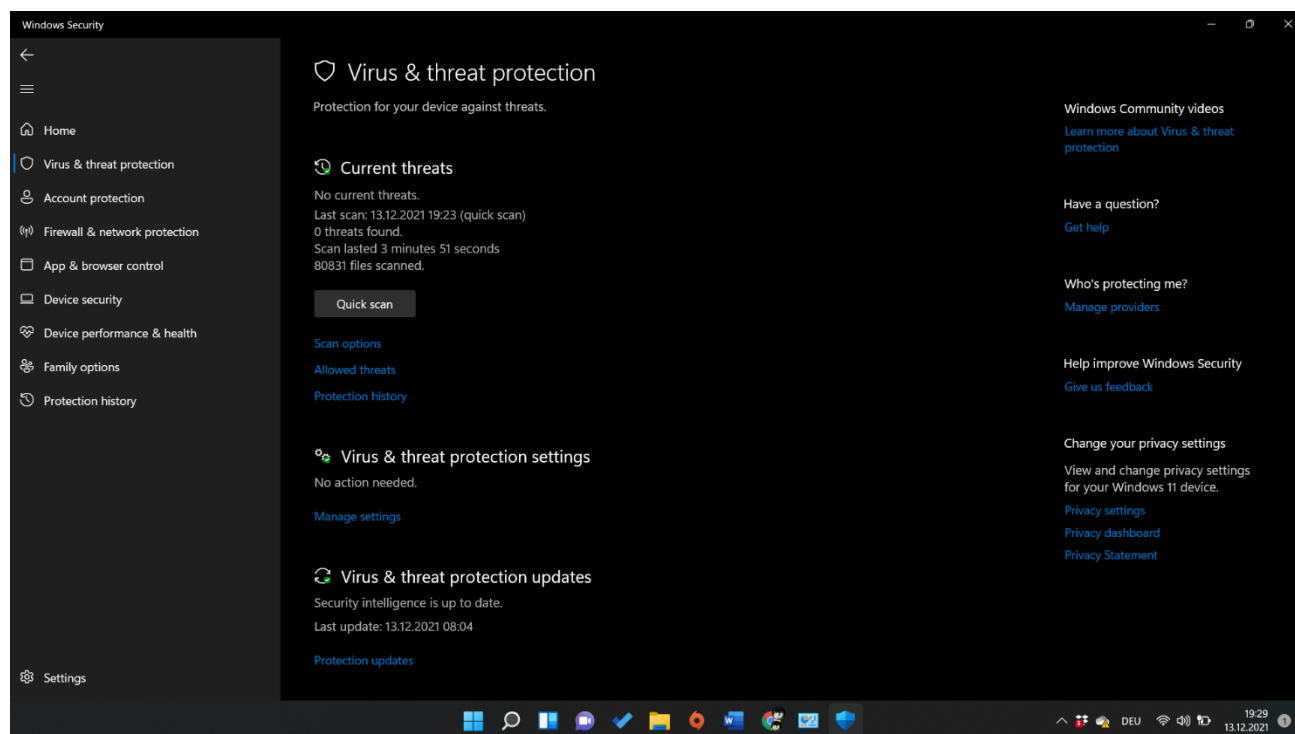 Windows Security
Home
Virus & threat protection
Account protection
Firewall & network protection
App & browser control
Device security
Device performance & health
Family options
Protection history
Settings
Virus & threat protection
Protection for your device against threats.
Current threats
No current threats.
Last scan: 13.12.2021 19:23 (quick scan)
0 threats found.
Scan lasted 3 minutes 51 seconds
80831 files scanned.
Quick scan
Scan options
Allowed threats
Protection history
Virus & threat protection settings
No action needed.
Manage settings
Virus & threat protection updates
Security intelligence is up to date.
Last update: 13.12.2021 08:04
Protection updates
Windows Community videos
Learn more about Virus & threat
protection
Have a question?
Get help
Who's protecting me?
Manage providers
Help improve Windows Security
Give us feedback
Change your privacy settings
View and change privacy settings
for your Windows 11 device.
Privacy settings
Privacy dashboard
Privacy Statement
DEU
19:29
13.12.2021
1